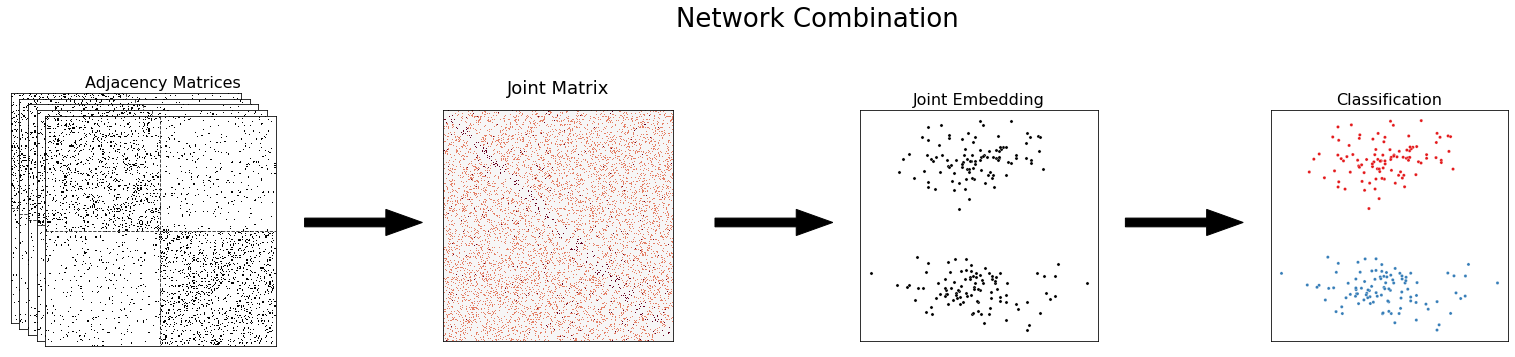 Network Combination
Adjacency Matrices
Joint Matrix
Joint Embedding
Classification